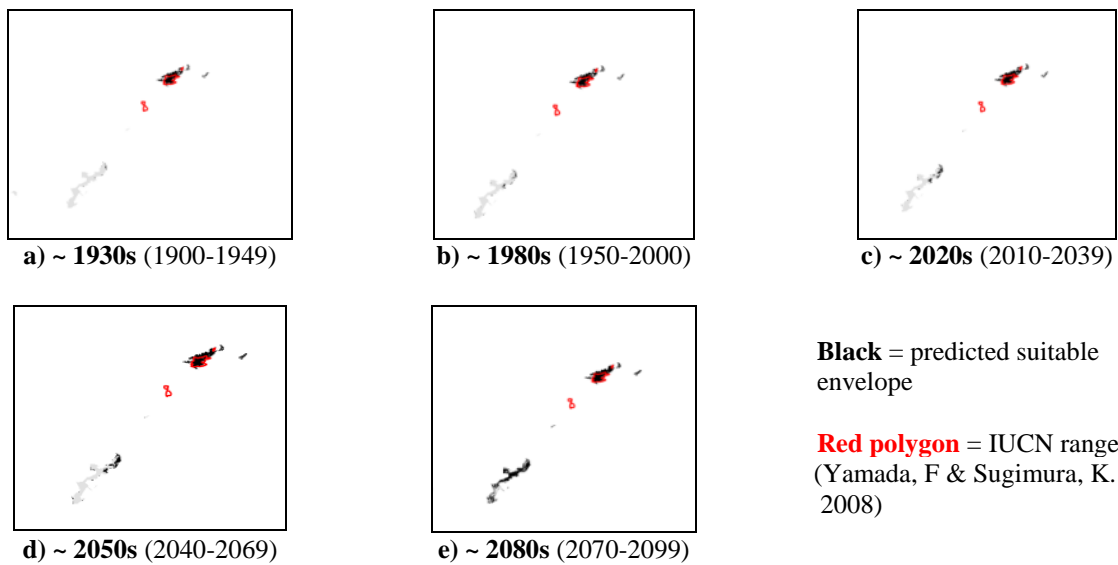 a) ~ 1930s (1900-1949)
b) ~ 1980s (1950-2000)
c) ~ 2020s (2010-2039)
d) ~ 2050s (2040-2069)
e) ~ 2080s (2070-2099)
Black = predicted suitable
envelope
Red polygon = IUCN range
(Yamada, F & Sugimura, K.
2008)